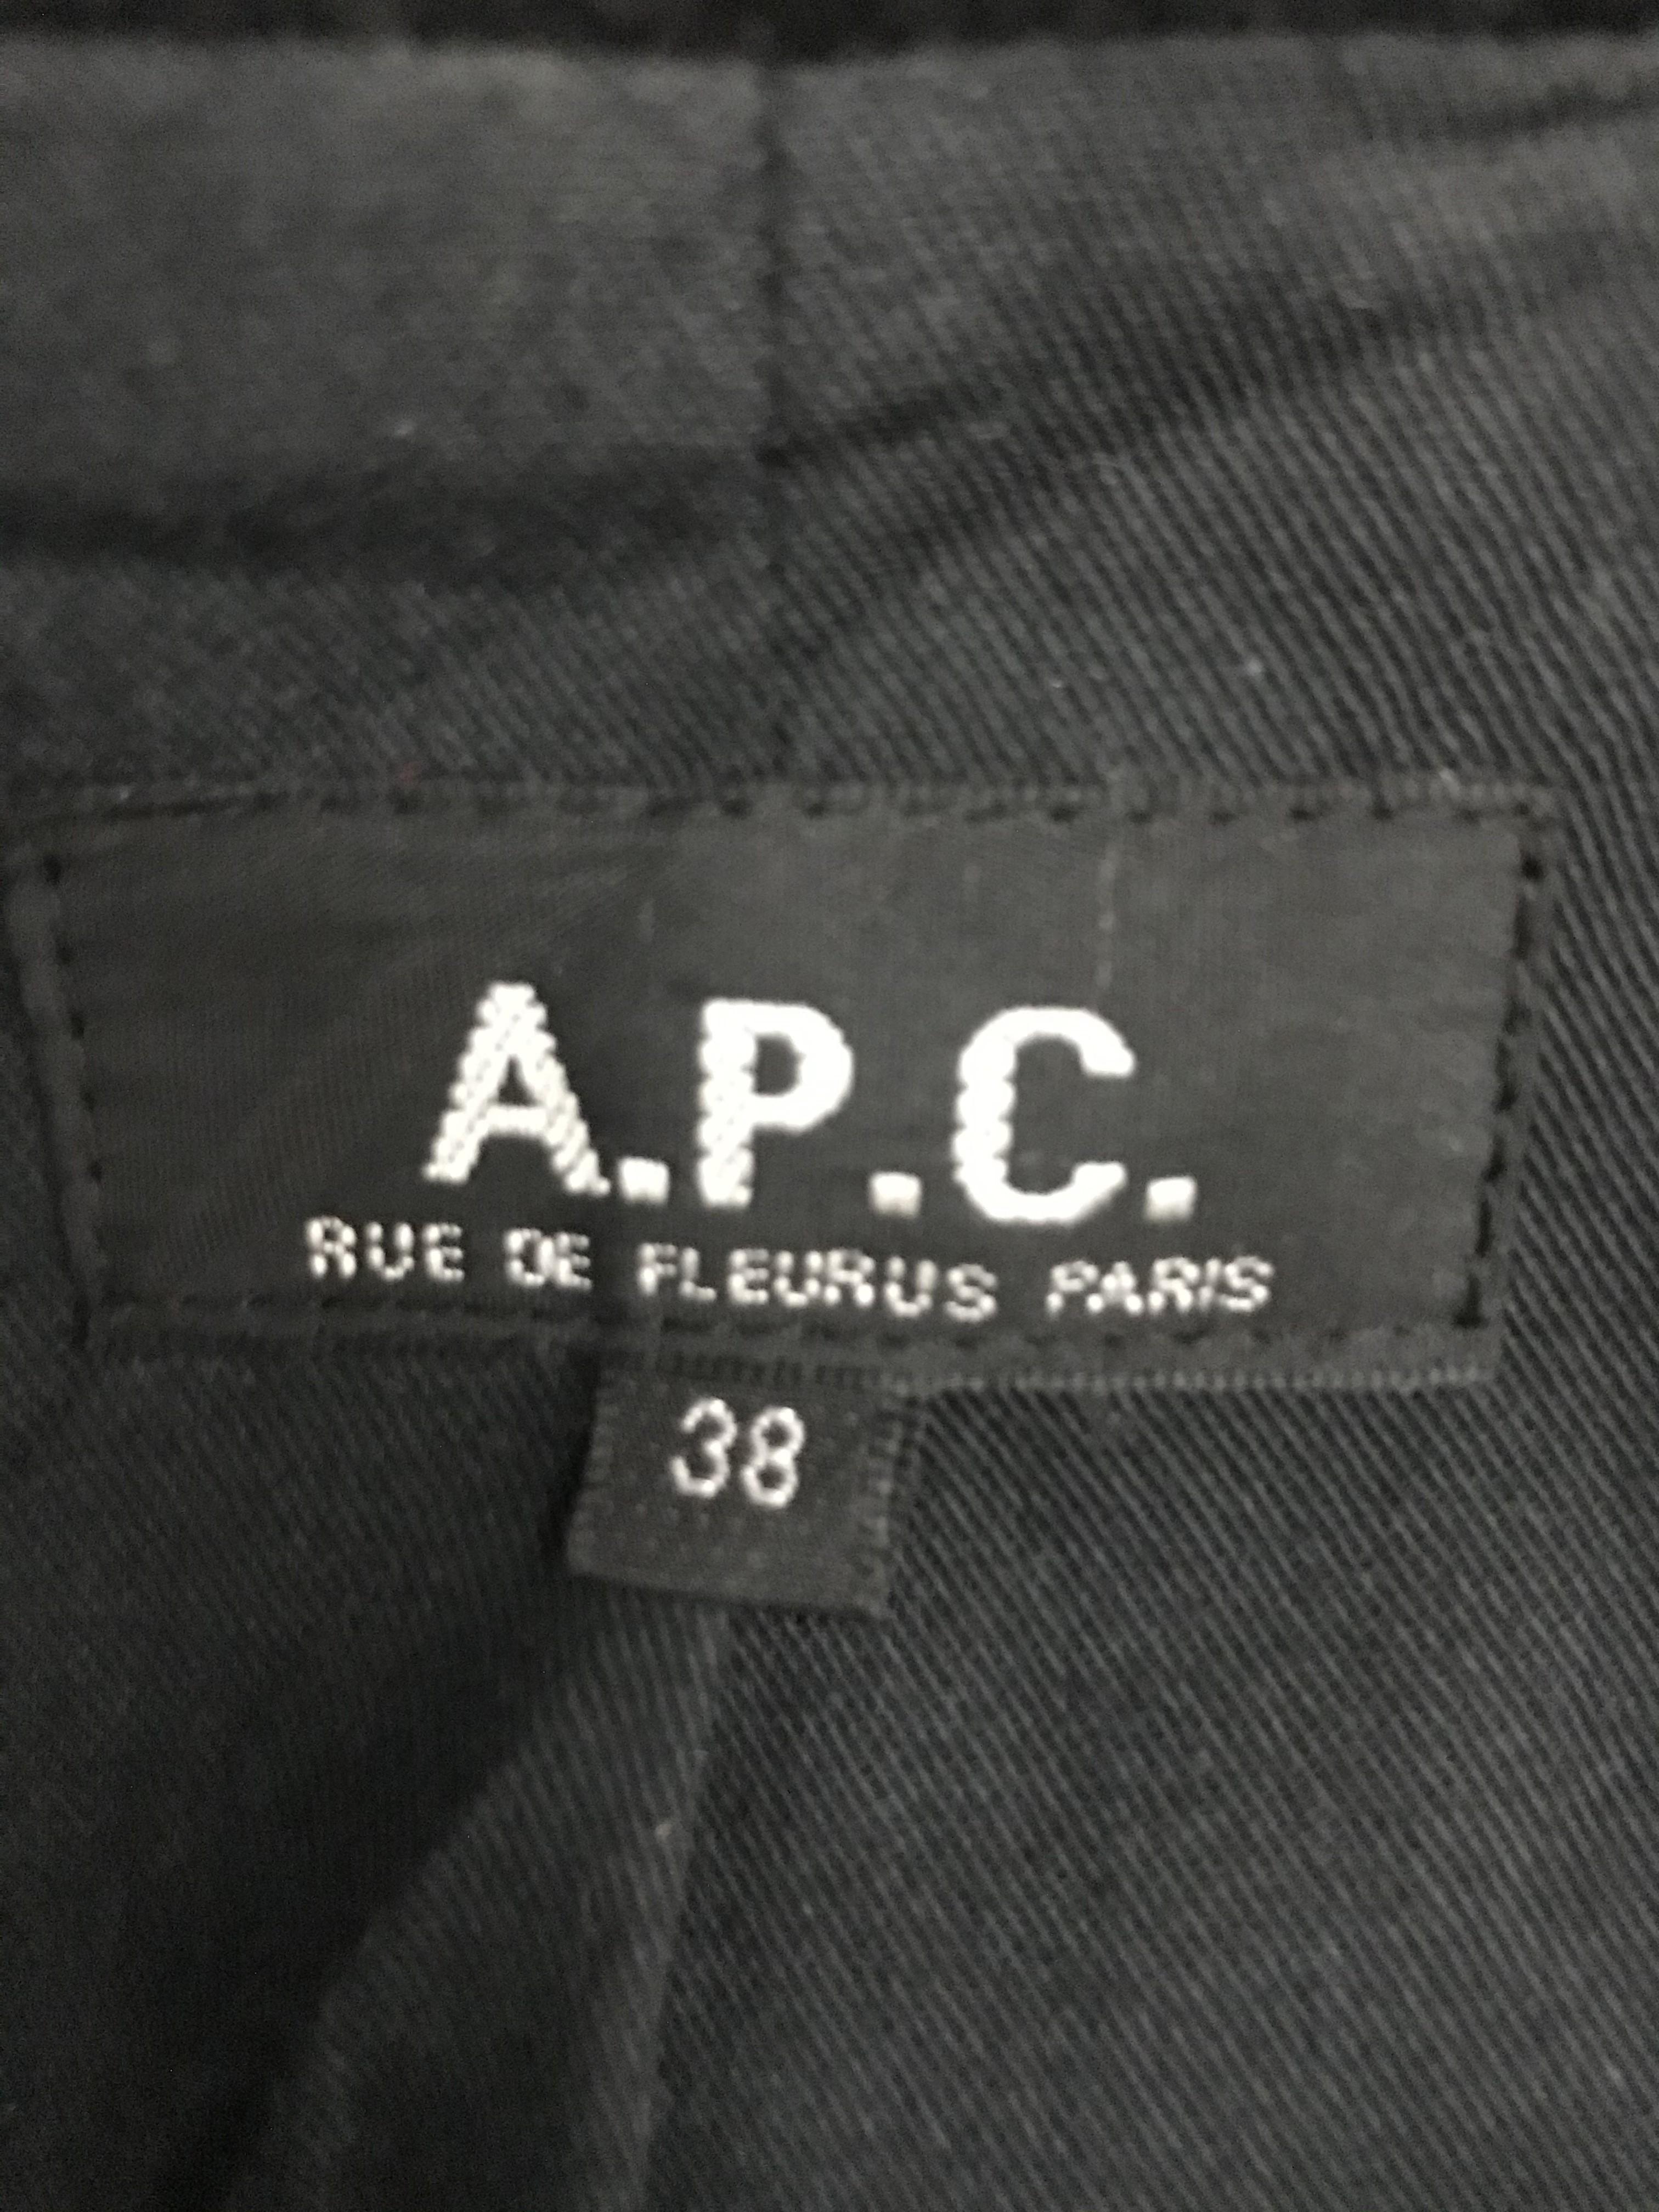 A.P.C.
RUE DE FLEURUS PARIS
38